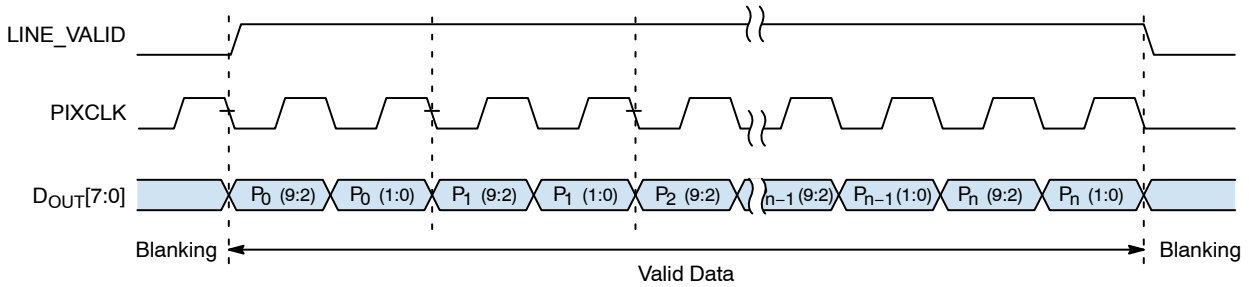 LINE_VALID
PIXCLK
DOUT[7:0] P0 (9:2) P0 (1:0) P1 (9:2) P1 (1:0) P2 (9:2) n–1 (9:2) Pn–1 (1:0) Pn (9:2) Pn (1:0)
Blanking Blanking
Valid Data